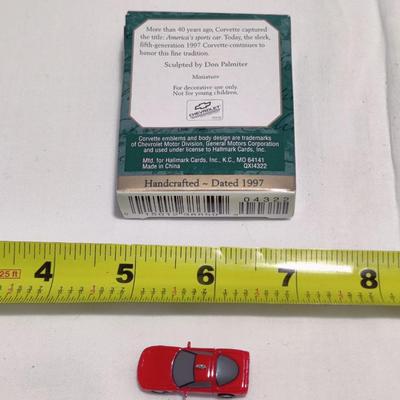 More than 40 years ago, Corvette captured
the title: America's sports car. Today, the sleek,
fifth-generation 1997 Corvette continues to
honor this fine tradition.
Sculpted by Don Palmiter
Miniature
For decorative use only.
Not for young children.
CHEVROLET
Corvette emblems and body design are trademarks
of Chevrolet Motor Division, General Motors Corporation
and used under license to Hallmark Cards, Inc.
Mfd. for Hallmark Cards, Inc., K.C., MO 64141
Made in China QXI4322
Handcrafted ~ Dated 1997
04322
25 ft 4 5 6 7 8